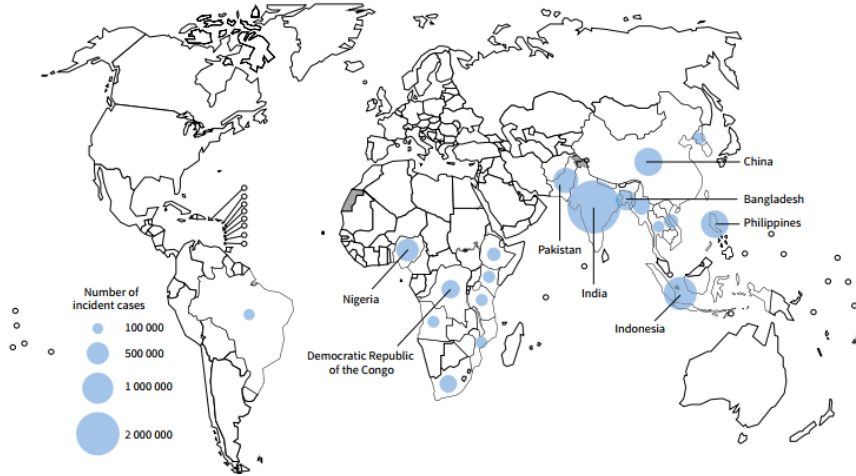 China
Bangladesh
Philippines
Pakistan
India
Nigeria
Indonesia
Democratic Republic
of the Congo
Number of
incident cases
100 000
500 000
1 000 000
2 000 000